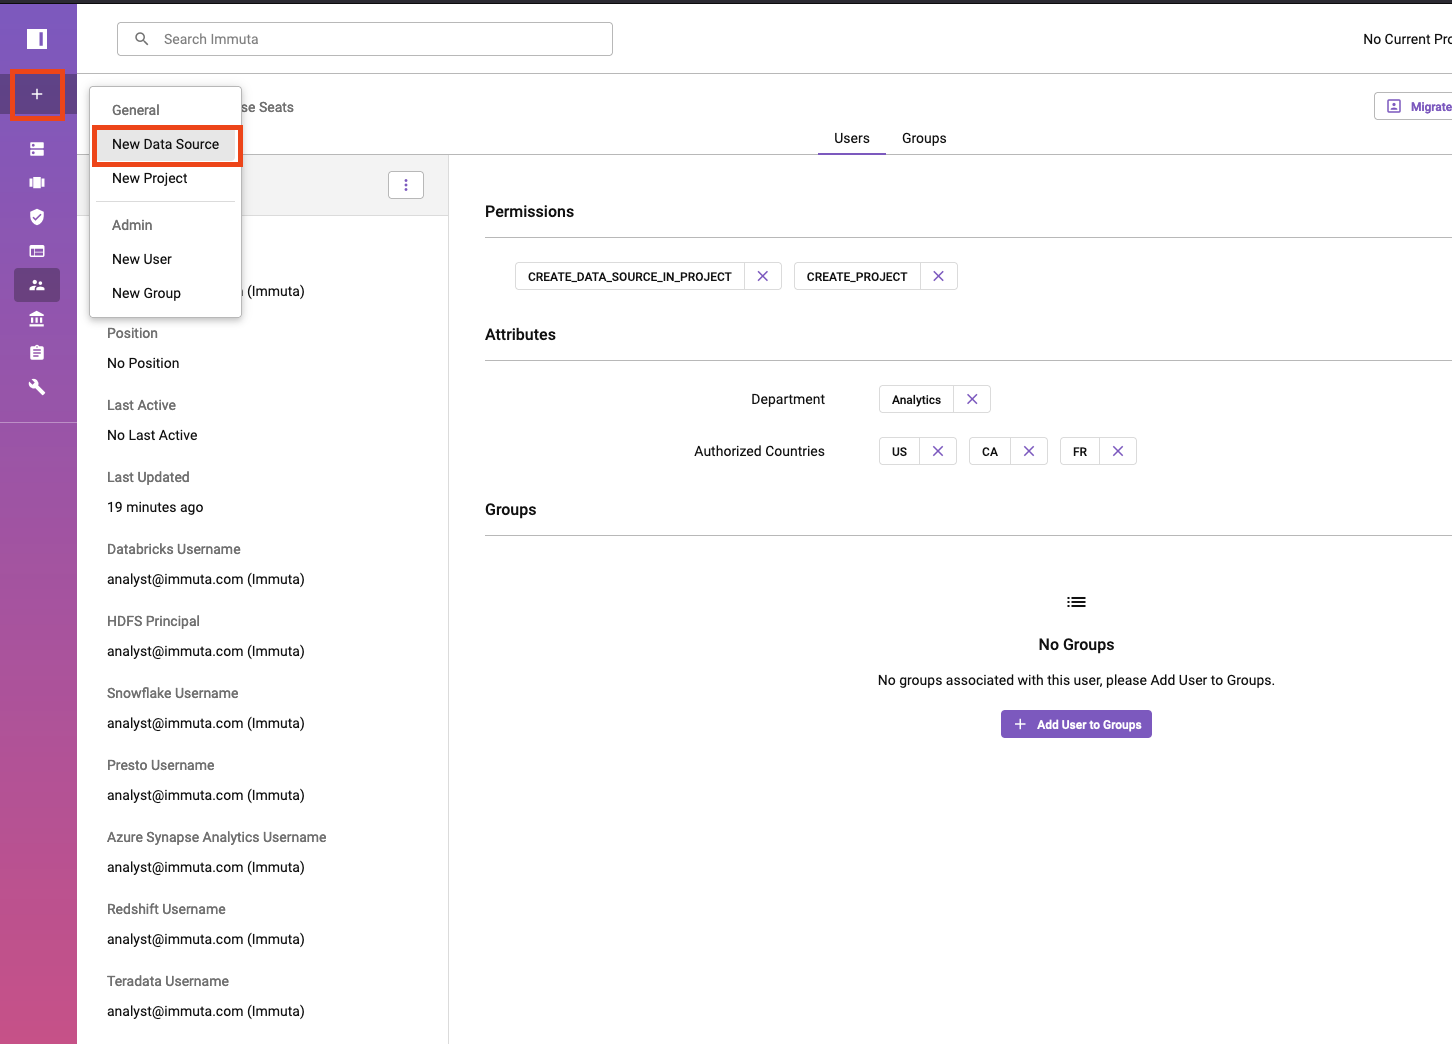 Search Immuta
No Current Pro
General
se Seats
Migrate
New Data Source
Users
Groups
New Project
Permissions
Admin
New User
CREATE_DATA_SOURCE_IN_PROJECT
CREATE_PROJECT
New Group
(Immuta)
Position
Attributes
No Position
Department
Analytics
Last Active
No Last Active
Authorized Countries
US
CA
FR
Last Updated
19 minutes ago
Groups
Databricks Username
analyst@immuta.com (Immuta)
HDFS Principal
No Groups
analyst@immuta.com (Immuta)
No groups associated with this user, please Add User to Groups.
Snowflake Username
analyst@immuta.com (Immuta)
Add User to Groups
Presto Username
analyst@immuta.com (Immuta)
Azure Synapse Analytics Username
analyst@immuta.com (Immuta)
Redshift Username
analyst@immuta.com (Immuta)
Teradata Username
analyst@immuta.com (Immuta)